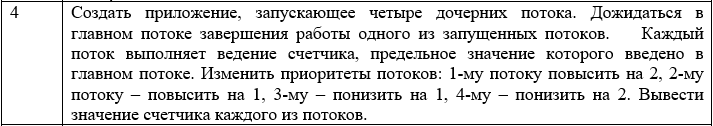 4 Создать приложение, запускающее четыре дочерних потока. Дожидаться в
главном потоке завершения работы одного из запущенных потоков. Каждый
поток выполняет ведение счетчика, предельное значение которого введено в
главном потоке. Изменить приоритеты потоков: 1-му потоку повысить на 2, 2-му
потоку – повысить на 1, 3-му – понизить на 1, 4-му – понизить на 2. Вывести
значение счетчика каждого из потоков.